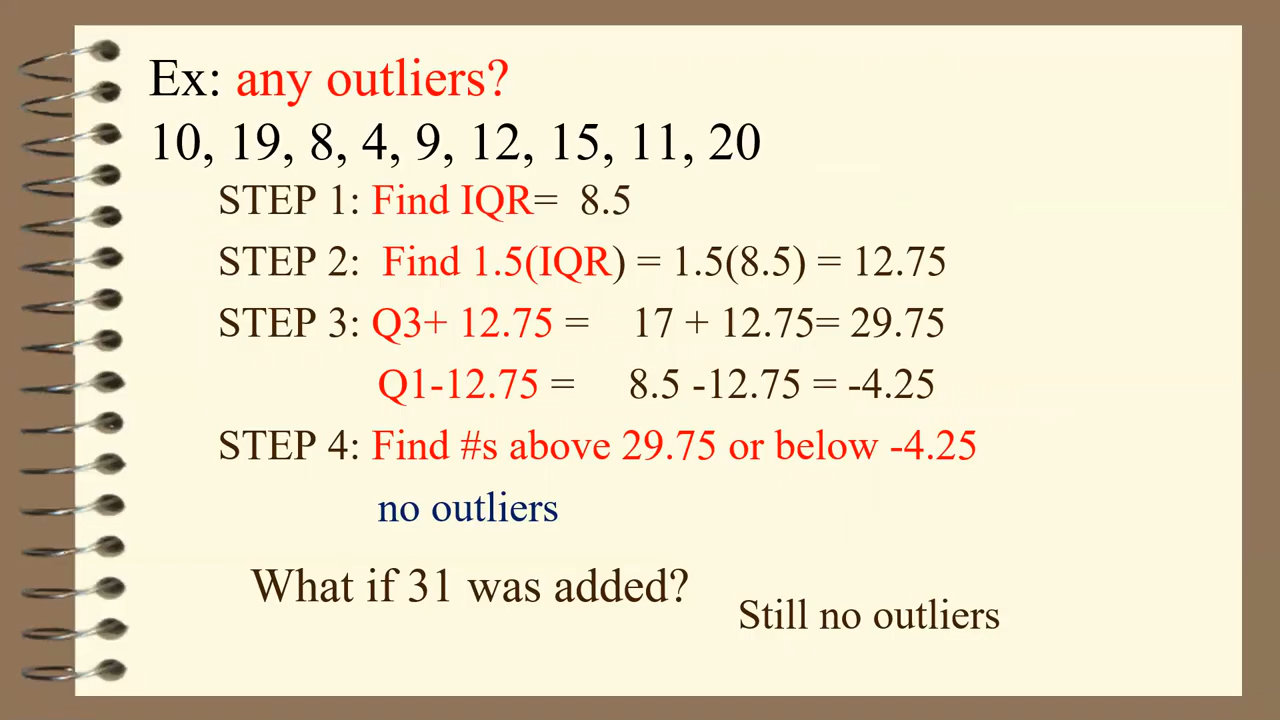 Ex: any outliers?
10, 19, 8, 4, 9, 12, 15, 11, 20
STEP 1: Find IQR= 8.5
STEP 2: Find 1.5(IQR) = 1.5(8.5) = 12.75
STEP 3: Q3+ 12.75 = 17 + 12.75= 29.75
Q1-12.75 = 8.5 -12.75 = -4.25
STEP 4: Find #s above 29.75 or below -4.25
no outliers
What if 31 was added?
Still no outliers